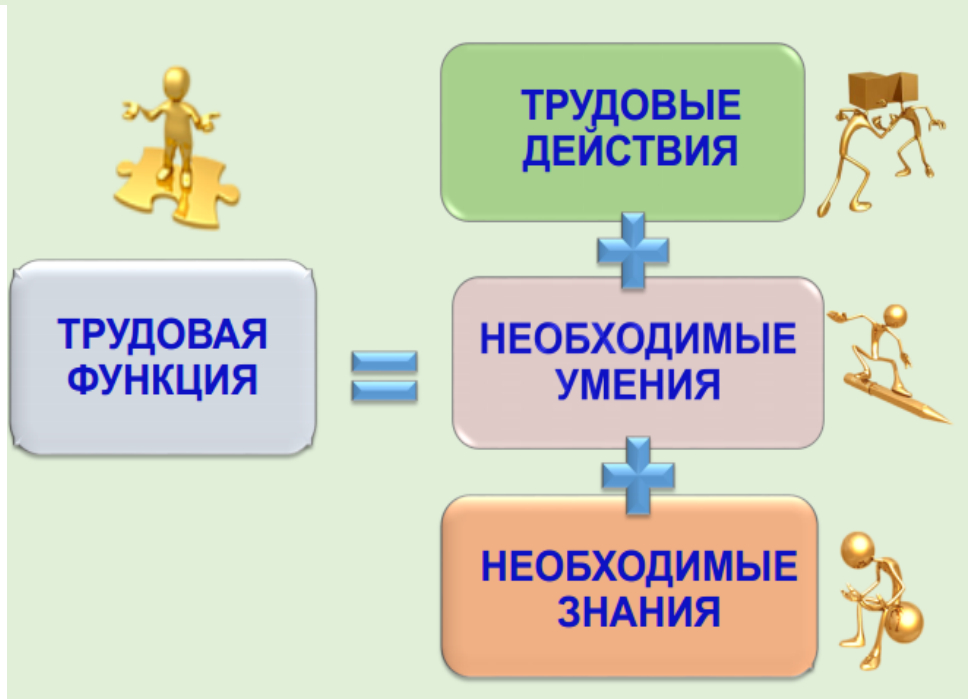 ТРУДОВАЯ
ФУНКЦИЯ
=
ТРУДОВЫЕ
ДЕЙСТВИЯ
+
НЕОБХОДИМЫЕ
УМЕНИЯ
+
НЕОБХОДИМЫЕ
ЗНАНИЯ